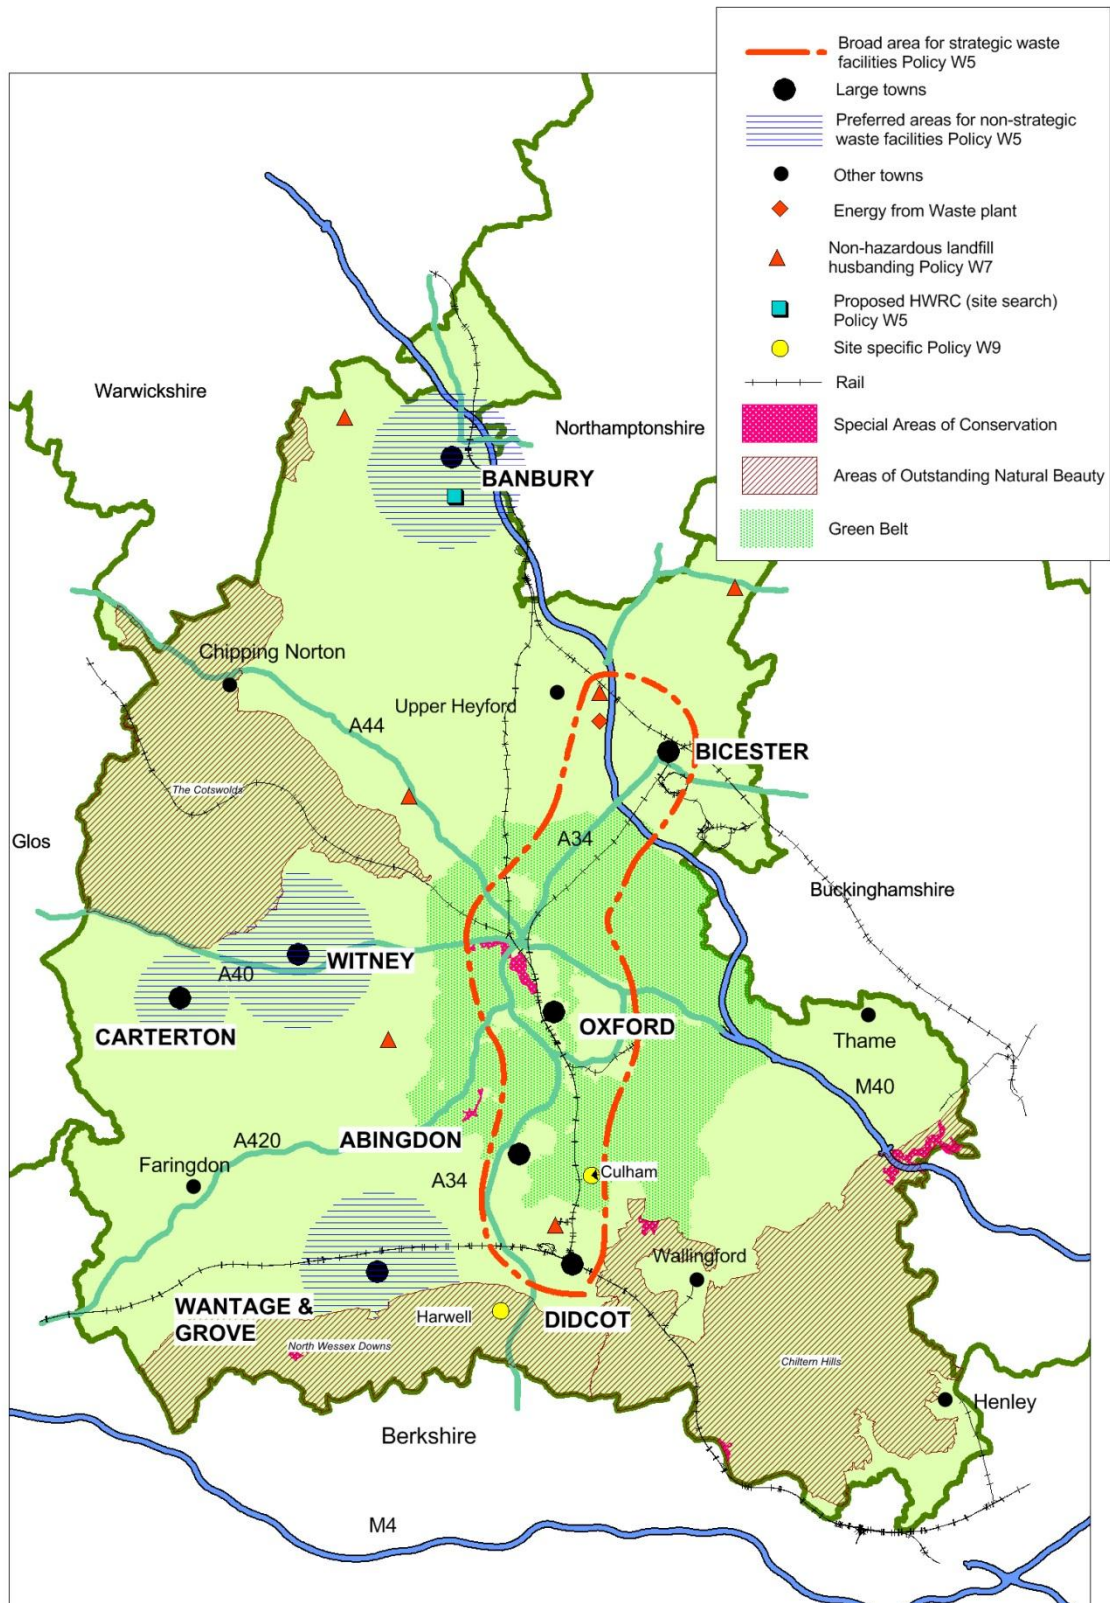 Broad area for strategic waste
facilities Policy W5
Large towns
Preferred areas for non-strategic
waste facilities Policy W5
Other towns
Energy from Waste plant
Non-hazardous landfill
husbanding Policy W7
Proposed HWRC (site search)
Policy W5
Site specific Policy W9
Rail
Special Areas of Conservation
Areas of Outstanding Natural Beauty
Green Belt
Warwickshire
Northamptonshire
BANBURY
Chipping Norton
Upper Heyford
A44
BICESTER
The Cotswolds
Glos
A34
Buckinghamshire
WITNEY
A40
CARTERTON
OXFORD
Thame
M40
ABINGDON
A420
Faringdon
A34
Culham
Wallingford
WANTAGE &
GROVE
Harwell
DIDCOT
North Wessex Downs
Chiltern Hills
Henley
Berkshire
M4